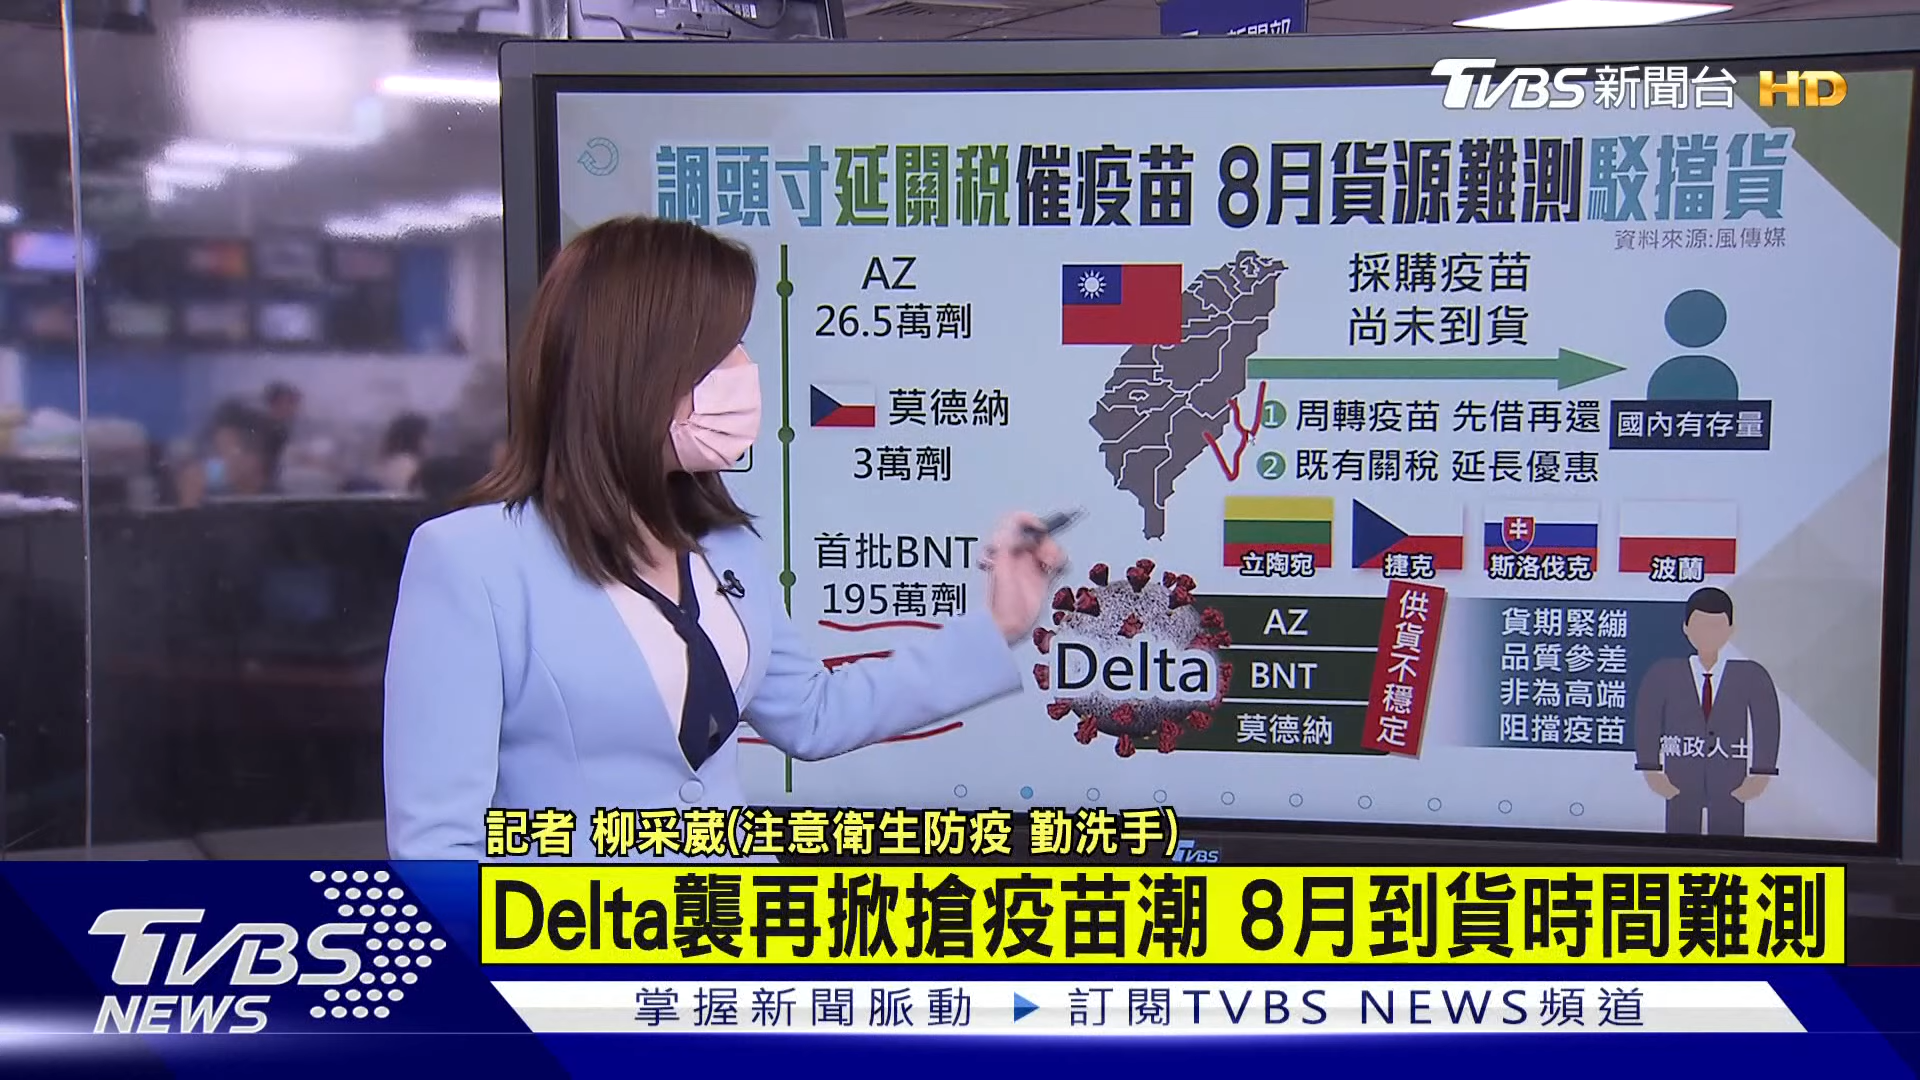 TVBS新聞台 HD
調頭寸延關稅催疫苗 8月貨源難測駁擋貨
資料來源:風傳媒
AZ
26.5萬劑
莫德納
3萬劑
首批BNT
195萬劑
採購疫苗
尚未到貨
1 周轉疫苗 先借再還
2 既有關稅 延長優惠
國內有存量
立陶宛
捷克
斯洛伐克
波蘭
Delta
AZ
BNT
莫德納
供貨不穩定
貨期緊繃
品質參差
非為高端
阻擋疫苗
黨政人士
TVBS
記者 柳采葳(注意衛生防疫 勤洗手)
Delta襲再掀搶疫苗潮 8月到貨時間難測
TVBS
NEWS
掌握新聞脈動 訂閱TVBS NEWS頻道